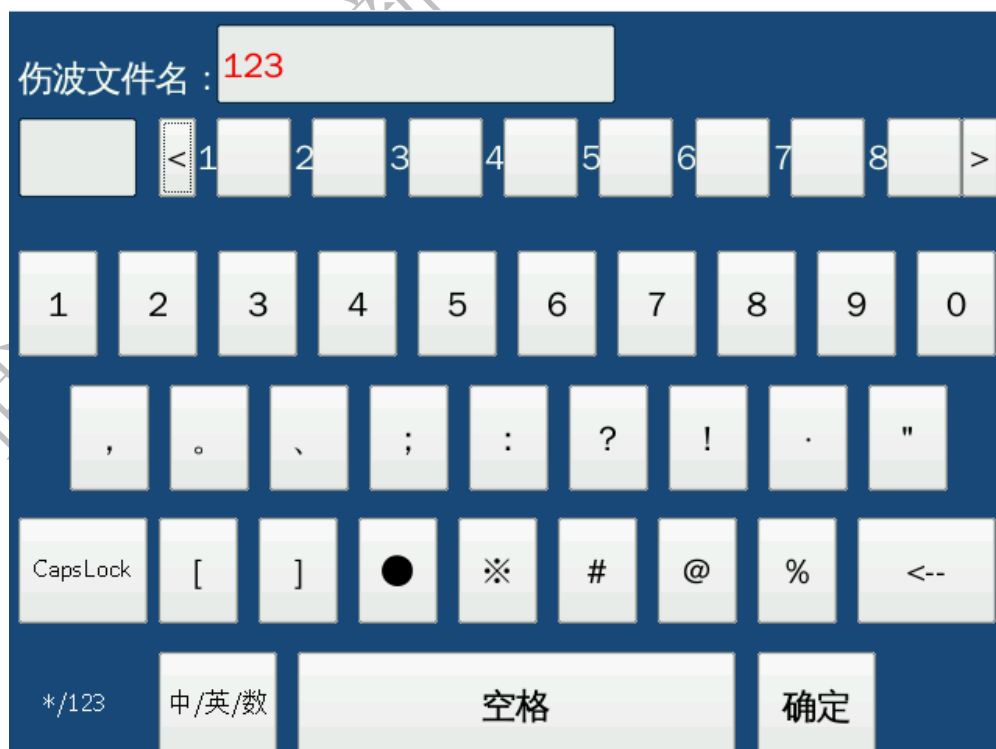 伤波文件名：123
< 1 2 3 4 5 6 7 8 >
1 2 3 4 5 6 7 8 9 0
， 。 、 ； ： ？ ！ · "
CapsLock [ ] ● ※ # @ % <--
*/123 中/英/数 空格 确定